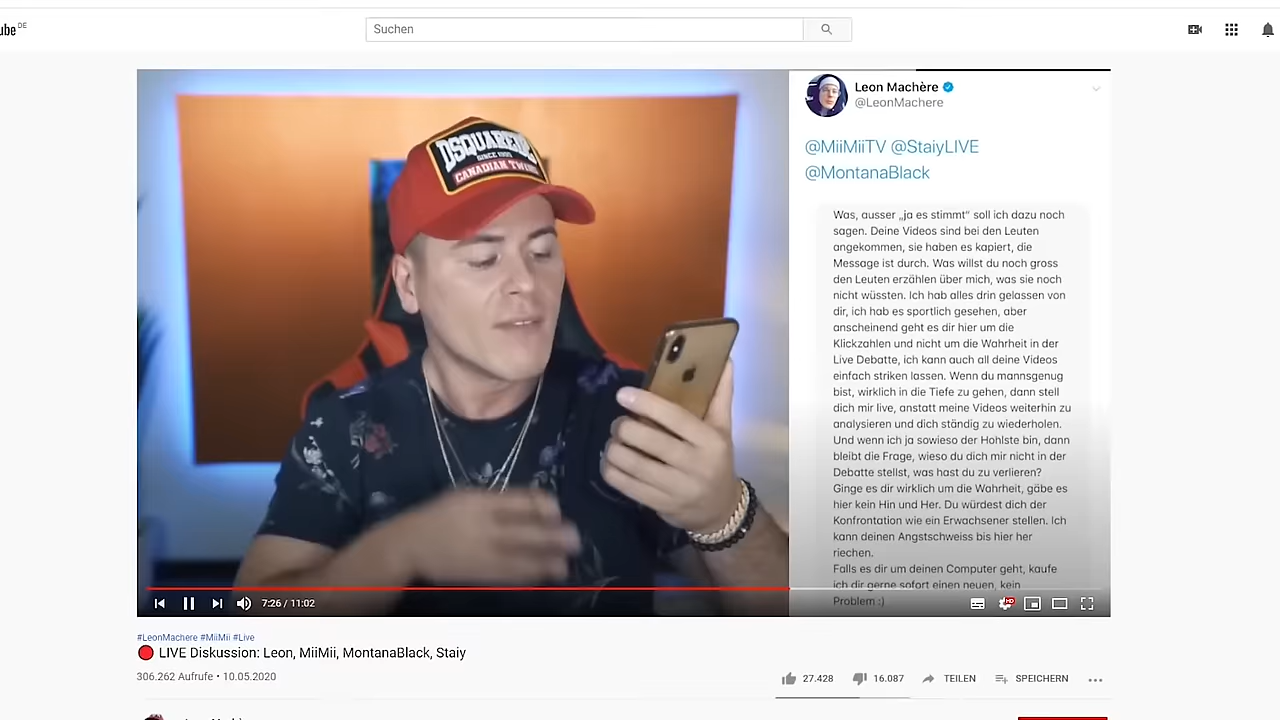 ube DE
Suchen
DSQUARED2
SINCE 1995
CANADIAN TWINS
Leon Machère
@LeonMachere
@MiiMiiTV @StaiyLIVE
@MontanaBlack
Was, ausser „ja es stimmt“ soll ich dazu noch
sagen. Deine Videos sind bei den Leuten
angekommen, sie haben es kapiert, die
Message ist durch. Was willst du noch gross
den Leuten erzählen über mich, was sie noch
nicht wüssten. Ich hab alles drin gelassen von
dir, ich hab es sportlich gesehen, aber
anscheinend geht es dir hier um die
Klickzahlen und nicht um die Wahrheit in der
Live Debatte, ich kann auch all deine Videos
einfach striken lassen. Wenn du mannsgenug
bist, wirklich in die Tiefe zu gehen, dann stell
dich mir live, anstatt meine Videos weiterhin zu
analysieren und dich ständig zu wiederholen.
Und wenn ich ja sowieso der Hohlste bin, dann
bleibt die Frage, wieso du dich mir nicht in der
Debatte stellst, was hast du zu verlieren?
Ginge es dir wirklich um die Wahrheit, gäbe es
hier kein Hin und Her. Du würdest dich der
Konfrontation wie ein Erwachsener stellen. Ich
kann deinen Angstschweiss bis hier her
riechen.
Falls es dir um deinen Computer geht, kaufe
ich dir gerne sofort einen neuen, kein
Problem :)
7:26 / 11:02
HD
#LeonMachere #MiiMii #Live
LIVE Diskussion: Leon, MiiMii, MontanaBlack, Staiy
306.262 Aufrufe • 10.05.2020
27.428
16.087
TEILEN
SPEICHERN